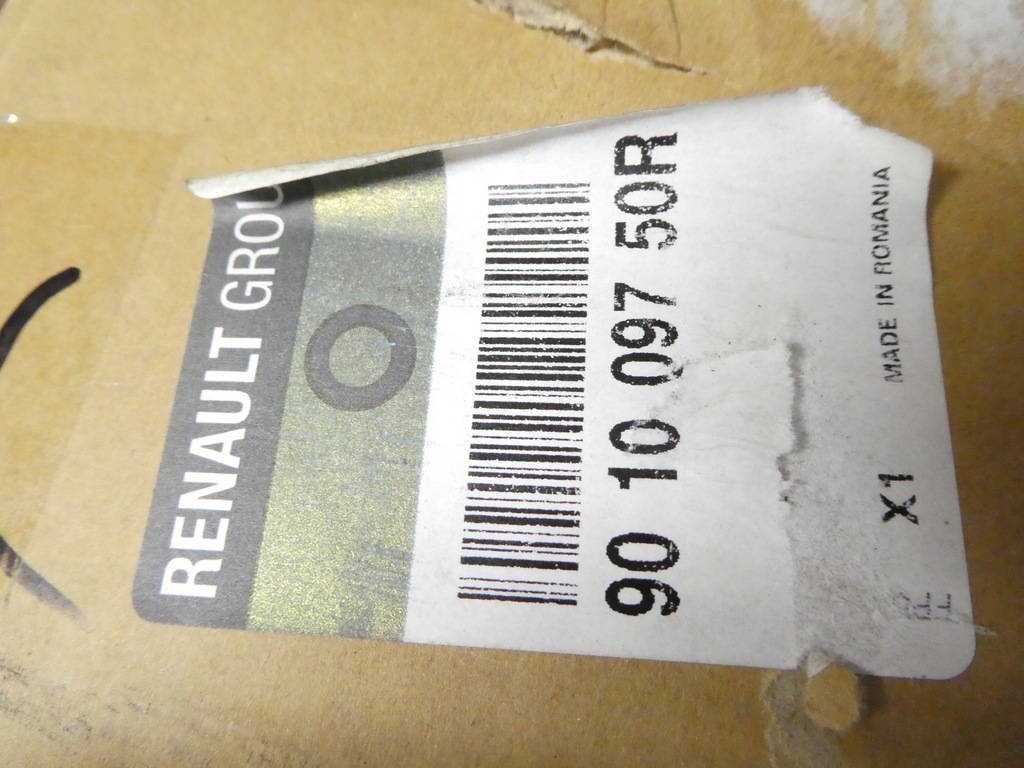 RENAULT GROU
90 10 097 50R
X1 MADE IN ROMANIA